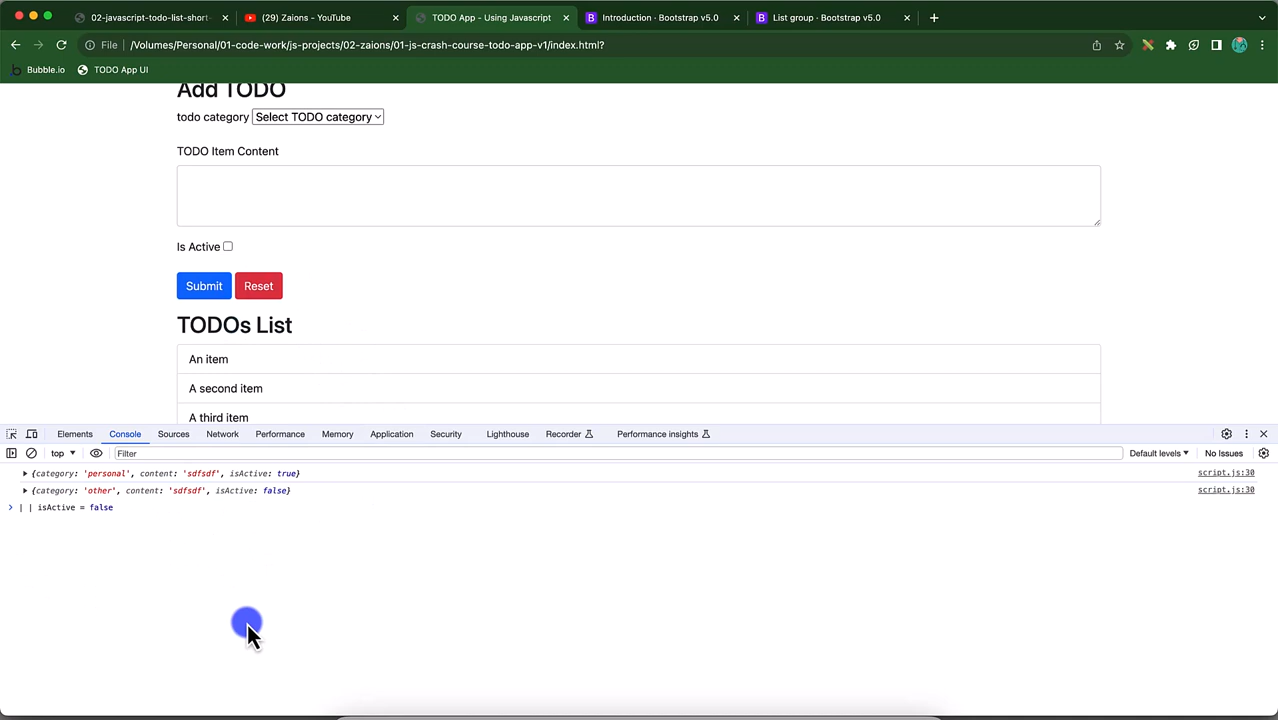 02-javascript-todo-list-short-
(29) Zaions - YouTube
TODO App - Using Javascript
Introduction · Bootstrap v5.0
List group · Bootstrap v5.0
File
/Volumes/Personal/01-code-work/js-projects/02-zaions/01-js-crash-course-todo-app-v1/index.html?
Bubble.io
TODO App UI
Add TODO
todo category Select TODO category
TODO Item Content
Is Active
Submit Reset
TODOs List
An item
A second item
A third item
Elements Console Sources Network Performance Memory Application Security Lighthouse Recorder Performance insights
top Filter Default levels No Issues
{category: 'personal', content: 'sdfsdf', isActive: true} script.js:30
{category: 'other', content: 'sdfsdf', isActive: false} script.js:30
> | | isActive = false